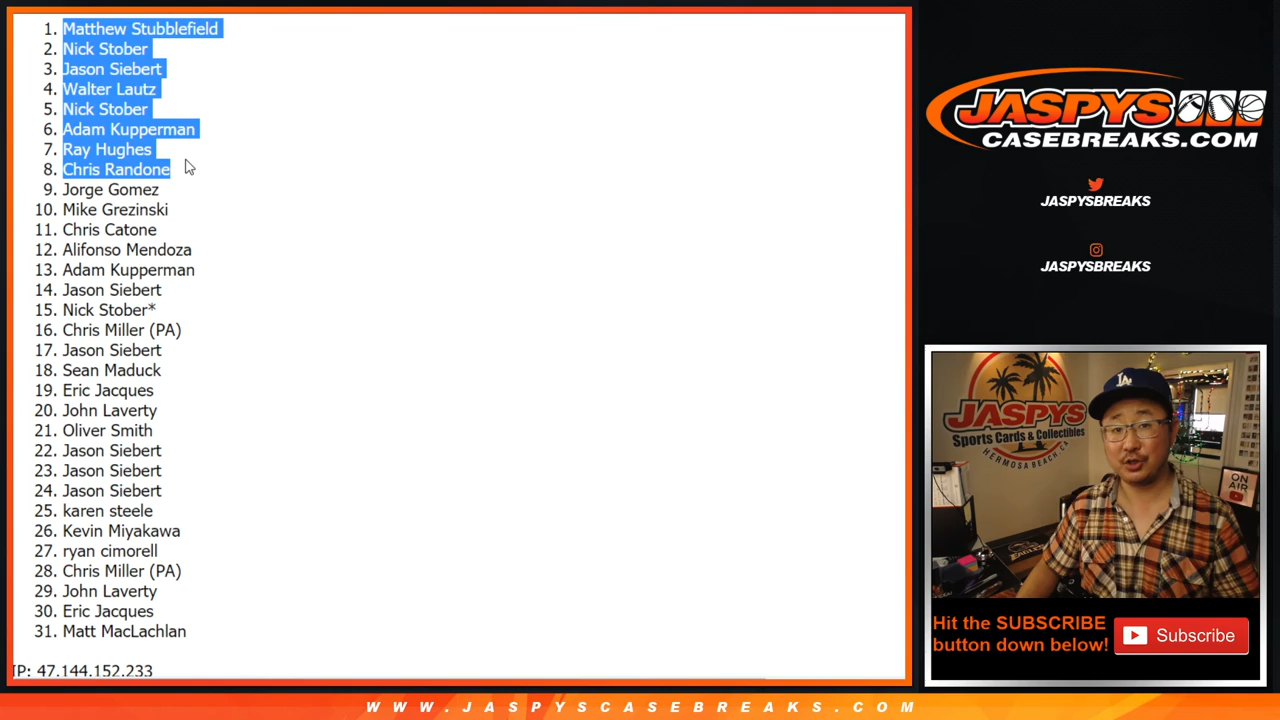 1. Matthew Stubblefield
2. Nick Stober
3. Jason Siebert
4. Walter Lautz
5. Nick Stober
6. Adam Kupperman
7. Ray Hughes
8. Chris Randone
9. Jorge Gomez
10. Mike Grezinski
11. Chris Catone
12. Alifonso Mendoza
13. Adam Kupperman
14. Jason Siebert
15. Nick Stober*
16. Chris Miller (PA)
17. Jason Siebert
18. Sean Maduck
19. Eric Jacques
20. John Laverty
21. Oliver Smith
22. Jason Siebert
23. Jason Siebert
24. Jason Siebert
25. karen steele
26. Kevin Miyakawa
27. ryan cimorell
28. Chris Miller (PA)
29. John Laverty
30. Eric Jacques
31. Matt MacLachlan
IP: 47.144.152.233
JASPYS
CASEBREAKS.COM
JASPYSBREAKS
JASPYSBREAKS
JASPYS
Sports Cards & Collectibles
HERMOSA BEACH, CA
ON AIR
EAGLES
Hit the SUBSCRIBE
button down below!
Subscribe
WWW.JASPYSCASEBREAKS.COM